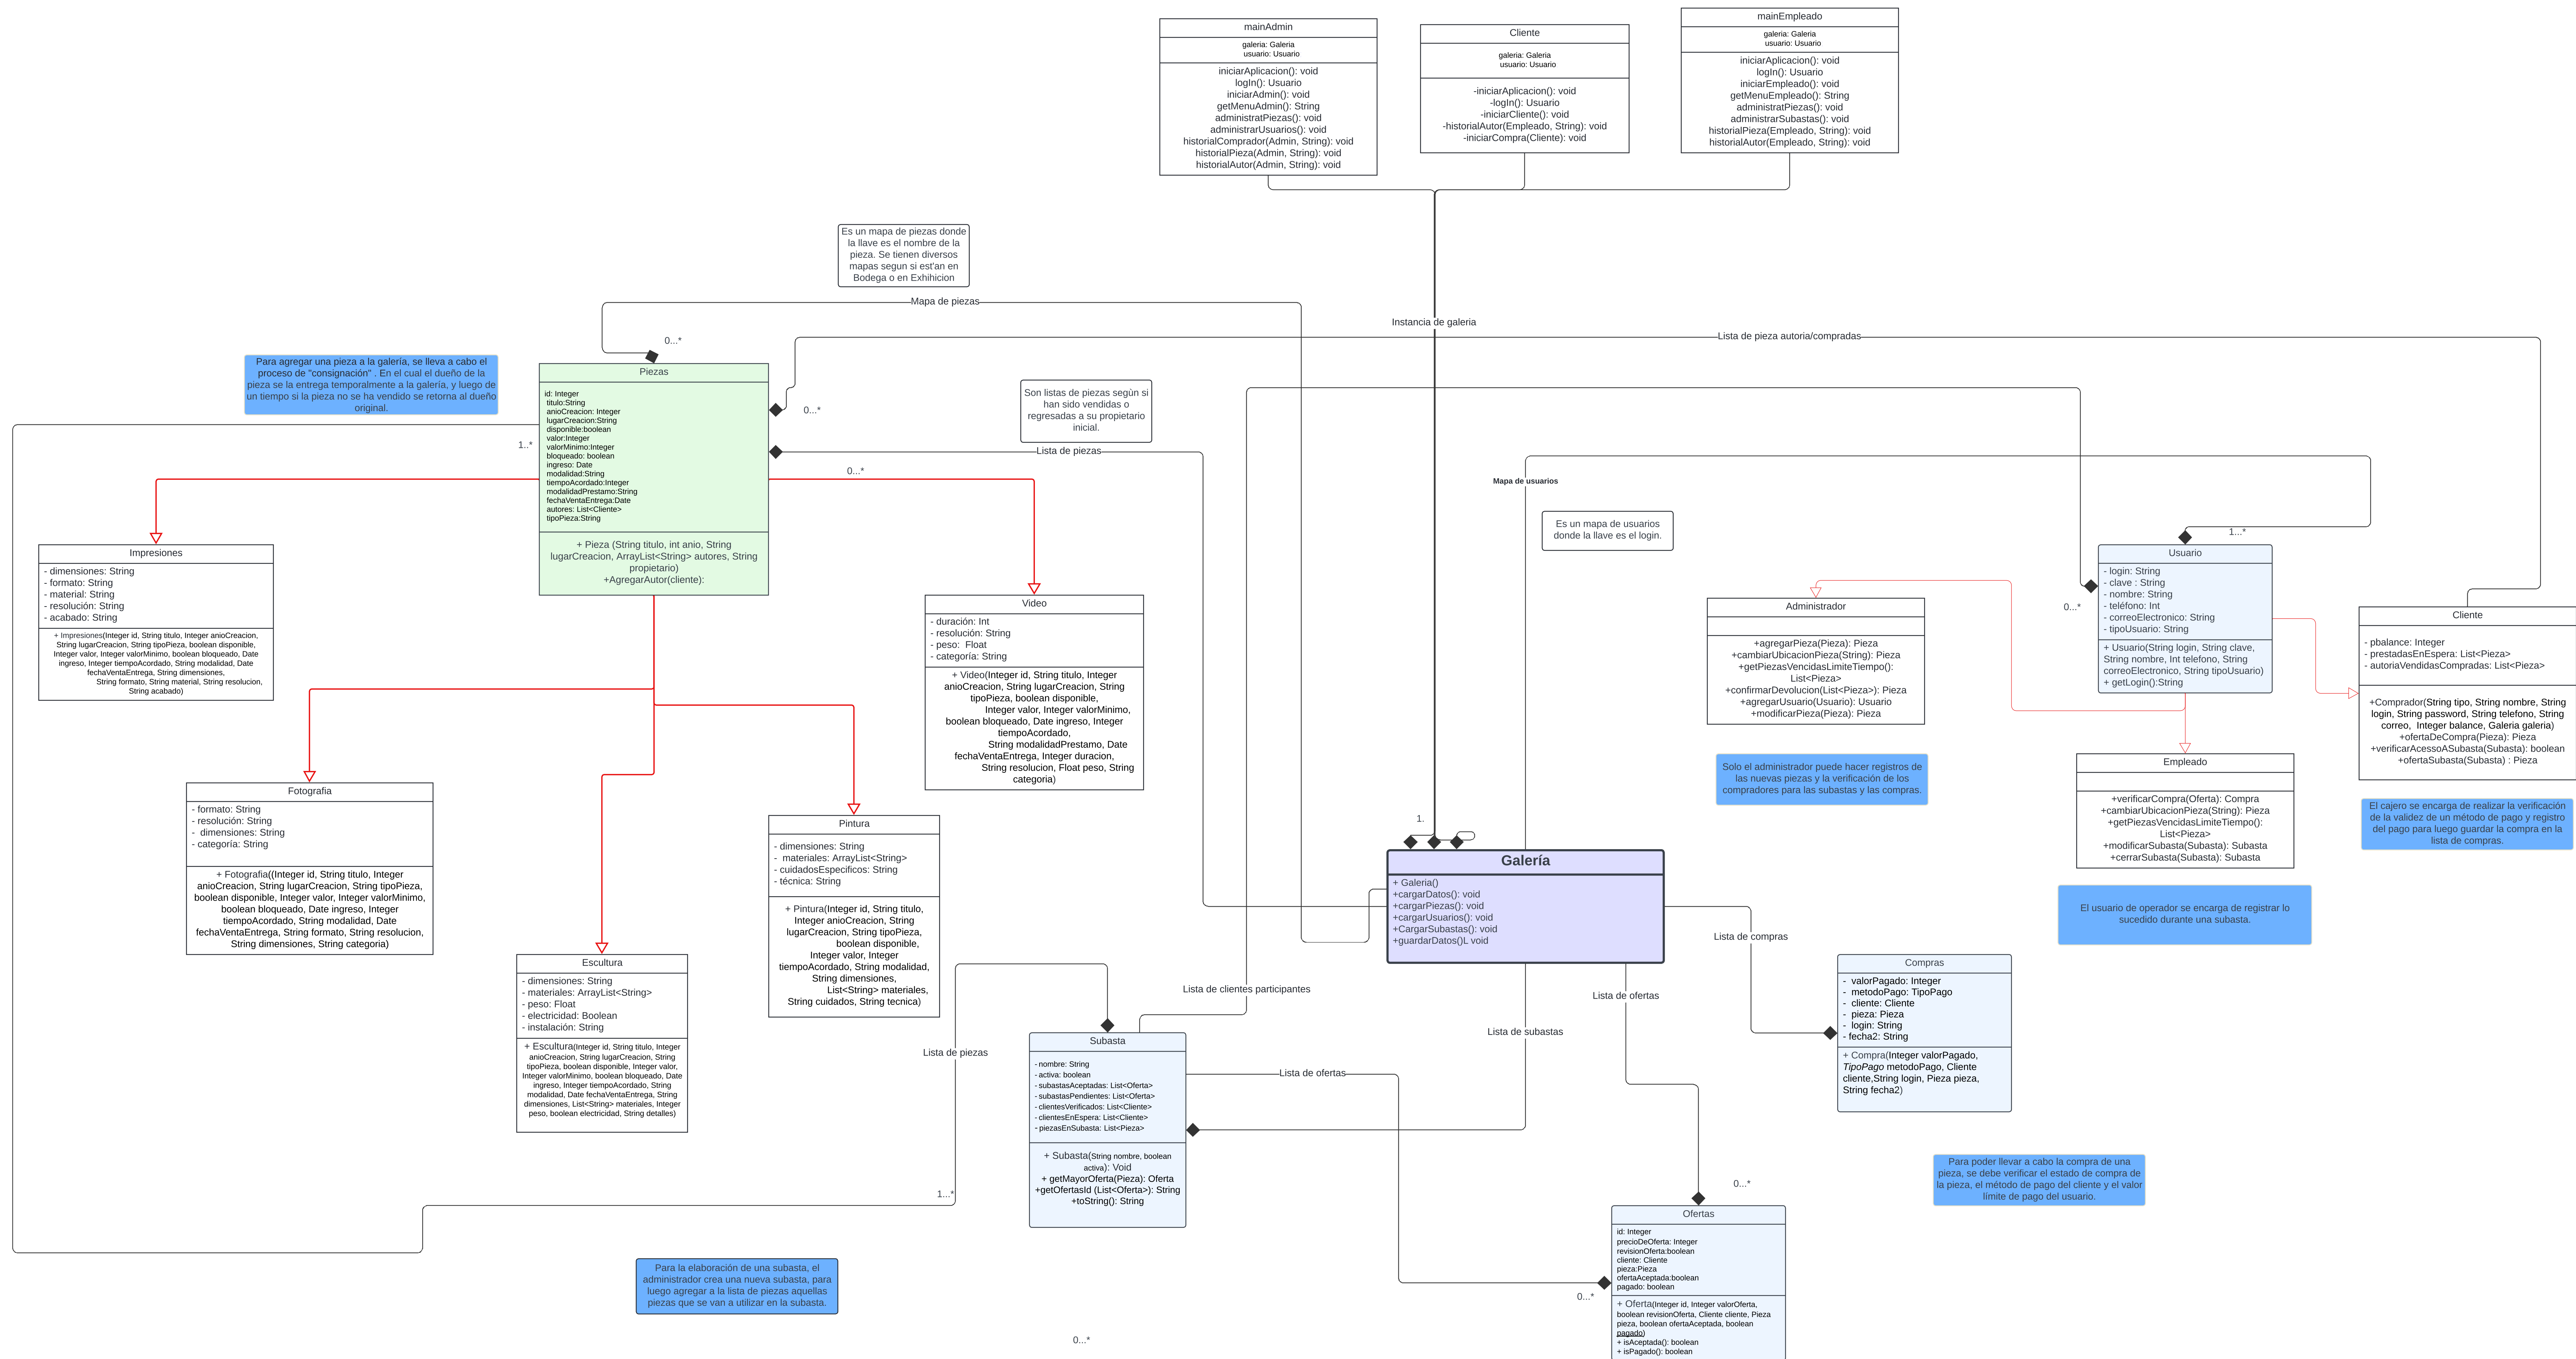 mainAdmin
galeria: Galeria
usuario: Usuario
iniciarAplicacion(): void
logIn(): Usuario
iniciarAdmin(): void
getMenuAdmin(): String
administratPiezas(): void
administrarUsuarios(): void
historialComprador(Admin, String): void
historialPieza(Admin, String): void
historialAutor(Admin, String): void
Cliente
galeria: Galeria
usuario: Usuario
-iniciarAplicacion(): void
-logIn(): Usuario
-iniciarCliente(): void
-historialAutor(Empleado, String): void
-iniciarCompra(Cliente): void
mainEmpleado
galeria: Galeria
usuario: Usuario
iniciarAplicacion(): void
logIn(): Usuario
iniciarEmpleado(): void
getMenuEmpleado(): String
administratPiezas(): void
administrarSubastas(): void
historialPieza(Empleado, String): void
historialAutor(Empleado, String): void
Es un mapa de piezas donde
la llave es el nombre de la
pieza. Se tienen diversos
mapas segun si est'an en
Bodega o en Exhihicion
Mapa de piezas
Instancia de galeria
0...*
Lista de pieza autoria/compradas
Para agregar una pieza a la galería, se lleva a cabo el
proceso de "consignación" . En el cual el dueño de la
pieza se la entrega temporalmente a la galería, y luego de
un tiempo si la pieza no se ha vendido se retorna al dueño
original.
Piezas
id: Integer
titulo:String
anioCreacion: Integer
lugarCreacion:String
disponible:boolean
valor:Integer
valorMinimo:Integer
bloqueado: boolean
ingreso: Date
modalidad:String
tiempoAcordado:Integer
modalidadPrestamo:String
fechaVentaEntrega:Date
autores: List<Cliente>
tipoPieza:String
+ Pieza (String titulo, int anio, String
lugarCreacion, ArrayList<String> autores, String
propietario)
+AgregarAutor(cliente):
0...*
Son listas de piezas segùn si
han sido vendidas o
regresadas a su propietario
inicial.
1..*
Lista de piezas
0...*
Mapa de usuarios
Es un mapa de usuarios
donde la llave es el login.
1...*
Impresiones
- dimensiones: String
- formato: String
- material: String
- resolución: String
- acabado: String
+ Impresiones(Integer id, String titulo, Integer anioCreacion,
String lugarCreacion, String tipoPieza, boolean disponible,
Integer valor, Integer valorMinimo, boolean bloqueado, Date
ingreso, Integer tiempoAcordado, String modalidad, Date
fechaVentaEntrega, String dimensiones,
String formato, String material, String resolucion,
String acabado)
Video
- duración: Int
- resolución: String
- peso:  Float
- categoría: String
+ Video(Integer id, String titulo, Integer
anioCreacion, String lugarCreacion, String
tipoPieza, boolean disponible,
Integer valor, Integer valorMinimo,
boolean bloqueado, Date ingreso, Integer
tiempoAcordado,
String modalidadPrestamo, Date
fechaVentaEntrega, Integer duracion,
String resolucion, Float peso, String
categoria)
Administrador
+agregarPieza(Pieza): Pieza
+cambiarUbicacionPieza(String): Pieza
+getPiezasVencidasLimiteTiempo():
List<Pieza>
+confirmarDevolucion(List<Pieza>): Pieza
+agregarUsuario(Usuario): Usuario
+modificarPieza(Pieza): Pieza
0...*
Usuario
- login: String
- clave : String
- nombre: String
- teléfono: Int
- correoElectronico: String
- tipoUsuario: String
+ Usuario(String login, String clave,
String nombre, Int telefono, String
correoElectronico, String tipoUsuario)
+ getLogin():String
Cliente
- pbalance: Integer
- prestadasEnEspera: List<Pieza>
- autoriaVendidasCompradas: List<Pieza>
+Comprador(String tipo, String nombre, String
login, String password, String telefono, String
correo,  Integer balance, Galeria galeria)
+ofertaDeCompra(Pieza): Pieza
+verificarAcessoASubasta(Subasta): boolean
+ofertaSubasta(Subasta) : Pieza
Solo el administrador puede hacer registros de
las nuevas piezas y la verificación de los
compradores para las subastas y las compras.
Empleado
+verificarCompra(Oferta): Compra
+cambiarUbicacionPieza(String): Pieza
+getPiezasVencidasLimiteTiempo():
List<Pieza>
+modificarSubasta(Subasta): Subasta
+cerrarSubasta(Subasta): Subasta
El cajero se encarga de realizar la verificación
de la validez de un método de pago y registro
del pago para luego guardar la compra en la
lista de compras.
El usuario de operador se encarga de registrar lo
sucedido durante una subasta.
Fotografia
- formato: String
- resolución: String
-  dimensiones: String
- categoría: String
+ Fotografia((Integer id, String titulo, Integer
anioCreacion, String lugarCreacion, String tipoPieza,
boolean disponible, Integer valor, Integer valorMinimo,
boolean bloqueado, Date ingreso, Integer
tiempoAcordado, String modalidad, Date
fechaVentaEntrega, String formato, String resolucion,
String dimensiones, String categoria)
Pintura
- dimensiones: String
-  materiales: ArrayList<String>
- cuidadosEspecificos: String
- técnica: String
+ Pintura(Integer id, String titulo,
Integer anioCreacion, String
lugarCreacion, String tipoPieza,
boolean disponible,
Integer valor, Integer
tiempoAcordado, String modalidad,
String dimensiones,
List<String> materiales,
String cuidados, String tecnica)
1.
Galería
+ Galeria()
+cargarDatos(): void
+cargarPiezas(): void
+cargarUsuarios(): void
+CargarSubastas(): void
+guardarDatos()L void
Lista de compras
Compras
-  valorPagado: Integer
-  metodoPago: TipoPago
-  cliente: Cliente
-  pieza: Pieza
-  login: String
- fecha2: String
+ Compra(Integer valorPagado,
TipoPago metodoPago, Cliente
cliente,String login, Pieza pieza,
String fecha2)
Escultura
- dimensiones: String
- materiales: ArrayList<String>
- peso: Float
- electricidad: Boolean
- instalación: String
+ Escultura(Integer id, String titulo, Integer
anioCreacion, String lugarCreacion, String
tipoPieza, boolean disponible, Integer valor,
Integer valorMinimo, boolean bloqueado, Date
ingreso, Integer tiempoAcordado, String
modalidad, Date fechaVentaEntrega, String
dimensiones, List<String> materiales, Integer
peso, boolean electricidad, String detalles)
Lista de clientes participantes
Lista de ofertas
Lista de subastas
Lista de piezas
Subasta
- nombre: String
- activa: boolean
- subastasAceptadas: List<Oferta>
- subastasPendientes: List<Oferta>
- clientesVerificados: List<Cliente>
- clientesEnEspera: List<Cliente>
- piezasEnSubasta: List<Pieza>
+ Subasta(String nombre, boolean
activa): Void
+ getMayorOferta(Pieza): Oferta
+getOfertasId (List<Oferta>): String
+toString(): String
Lista de ofertas
1...*
0...*
Para poder llevar a cabo la compra de una
pieza, se debe verificar el estado de compra de
la pieza, el método de pago del cliente y el valor
límite de pago del usuario.
Ofertas
id: Integer
precioDeOferta: Integer
revisionOferta:boolean
cliente: Cliente
pieza:Pieza
ofertaAceptada:boolean
pagado: boolean
+ Oferta(Integer id, Integer valorOferta,
boolean revisionOferta, Cliente cliente, Pieza
pieza, boolean ofertaAceptada, boolean
pagado)
+ isAceptada(): boolean
+ isPagado(): boolean
Para la elaboración de una subasta, el
administrador crea una nueva subasta, para
luego agregar a la lista de piezas aquellas
piezas que se van a utilizar en la subasta.
0...*
0...*